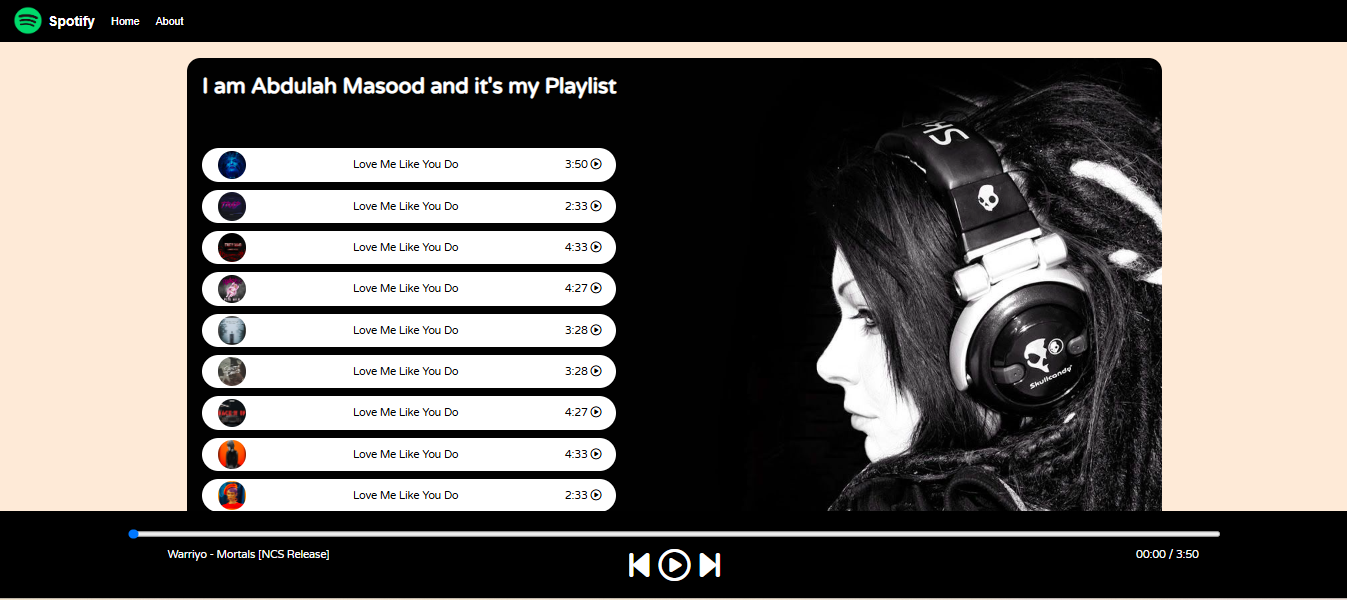 Spotify Home About
I am Abdulah Masood and it's my Playlist
Love Me Like You Do 3:50
Love Me Like You Do 2:33
Love Me Like You Do 4:33
Love Me Like You Do 4:27
Love Me Like You Do 3:28
Love Me Like You Do 3:28
Love Me Like You Do 4:27
Love Me Like You Do 4:33
Love Me Like You Do 2:33
Skullcandy
Warriyo - Mortals [NCS Release]
00:00 / 3:50